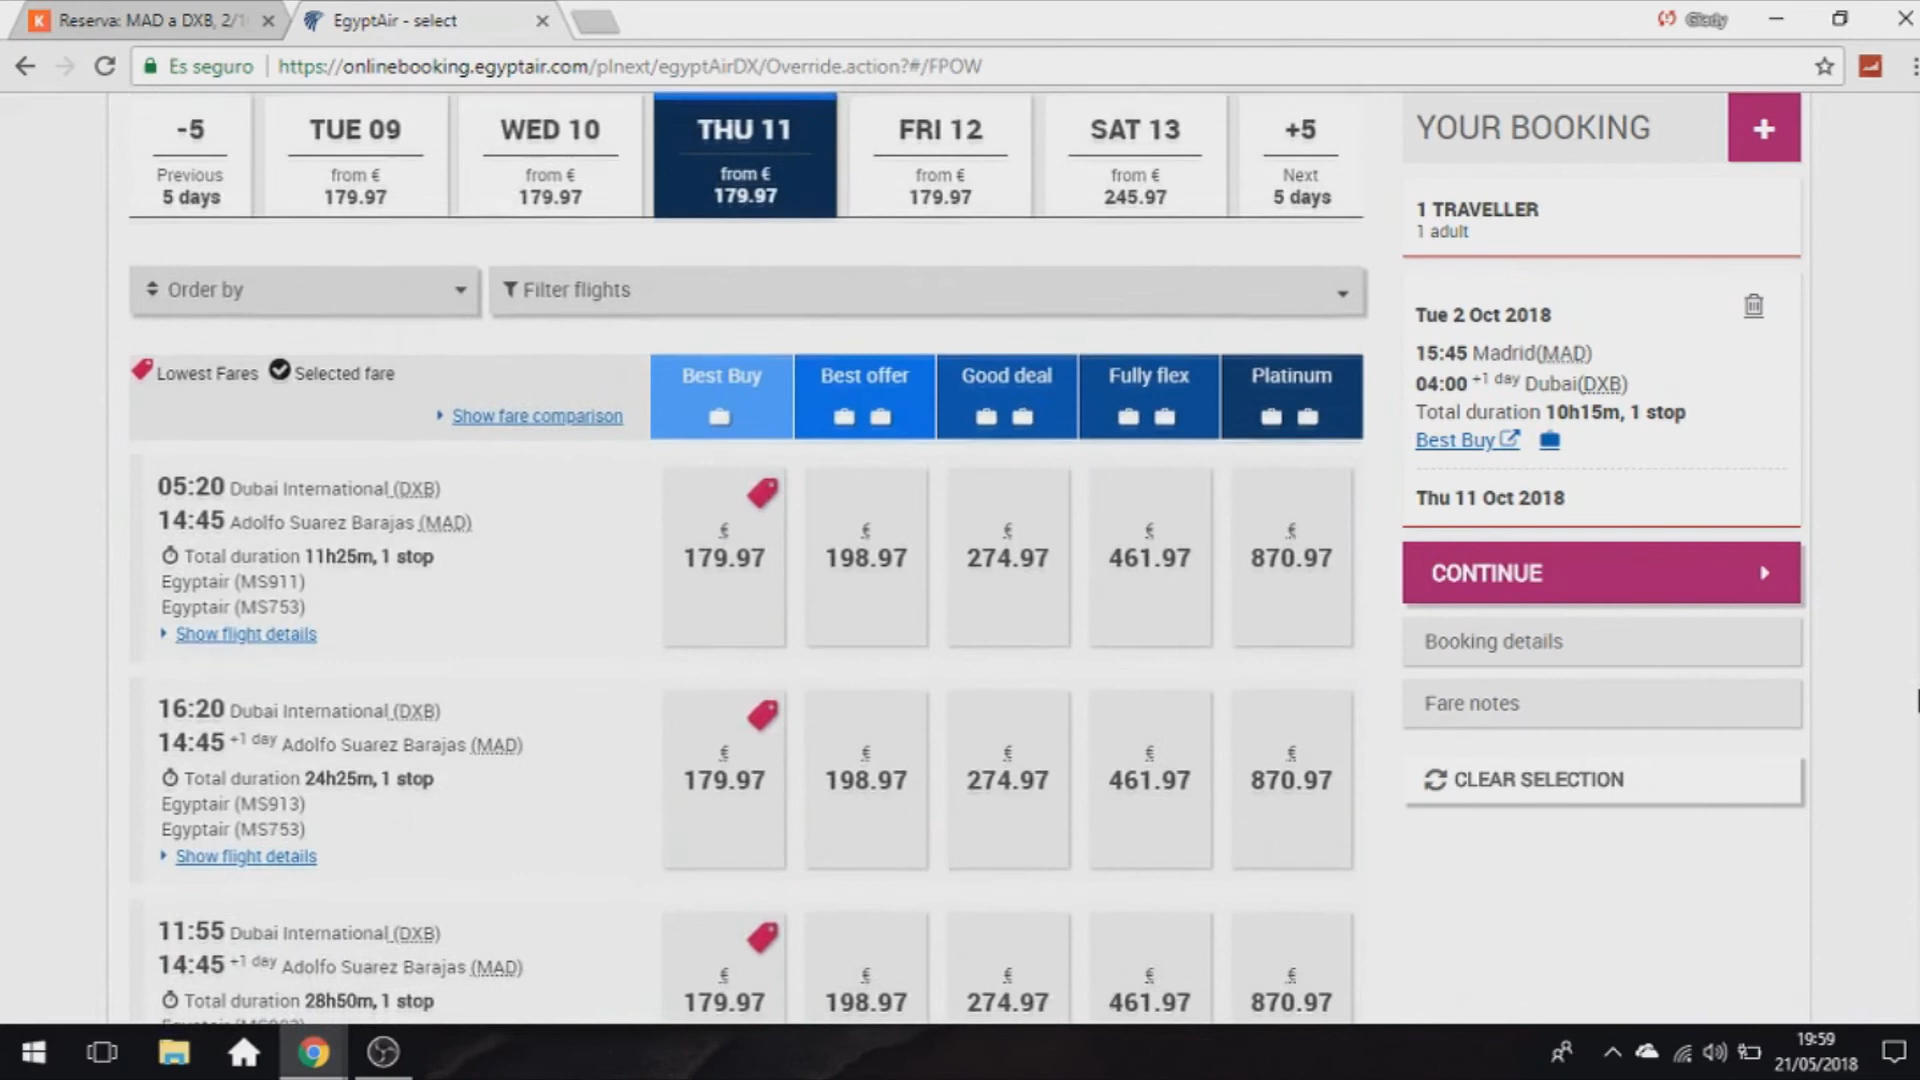 Reserva: MAD a DXB, 2/1
EgyptAir - select
Glady
Es seguro
https://onlinebooking.egyptair.com/plnext/egyptAirDX/Override.action?#/FPOW
-5
Previous
5 days
TUE 09
from €
179.97
WED 10
from €
179.97
THU 11
from €
179.97
FRI 12
from €
179.97
SAT 13
from €
245.97
+5
Next
5 days
YOUR BOOKING
+
1 TRAVELLER
1 adult
Order by
Filter flights
Lowest Fares
Selected fare
Show fare comparison
Best Buy
Best offer
Good deal
Fully flex
Platinum
05:20 Dubai International (DXB)
14:45 Adolfo Suarez Barajas (MAD)
Total duration 11h25m, 1 stop
Egyptair (MS911)
Egyptair (MS753)
Show flight details
€
179.97
€
198.97
€
274.97
€
461.97
€
870.97
16:20 Dubai International (DXB)
14:45 +1 day Adolfo Suarez Barajas (MAD)
Total duration 24h25m, 1 stop
Egyptair (MS913)
Egyptair (MS753)
Show flight details
€
179.97
€
198.97
€
274.97
€
461.97
€
870.97
11:55 Dubai International (DXB)
14:45 +1 day Adolfo Suarez Barajas (MAD)
Total duration 28h50m, 1 stop
€
179.97
€
198.97
€
274.97
€
461.97
€
870.97
Tue 2 Oct 2018
15:45 Madrid(MAD)
04:00 +1 day Dubai(DXB)
Total duration 10h15m, 1 stop
Best Buy
Thu 11 Oct 2018
CONTINUE
Booking details
Fare notes
CLEAR SELECTION
19:59
21/05/2018